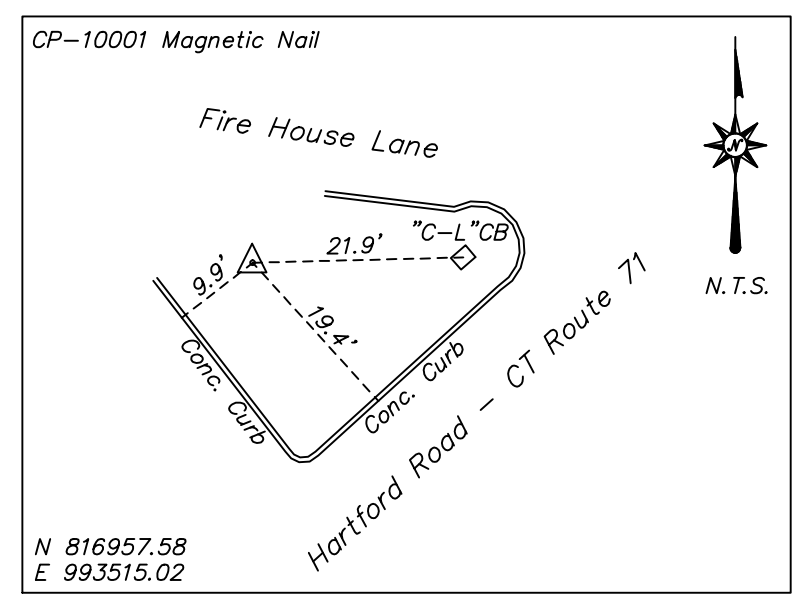 CP-10001 Magnetic Nail
Fire House Lane
N
N.T.S.
"C-L"CB
21.9'
9.9'
19.4'
Conc. Curb
Conc. Curb
Hartford Road - CT Route 71
N 816957.58
E 993515.02